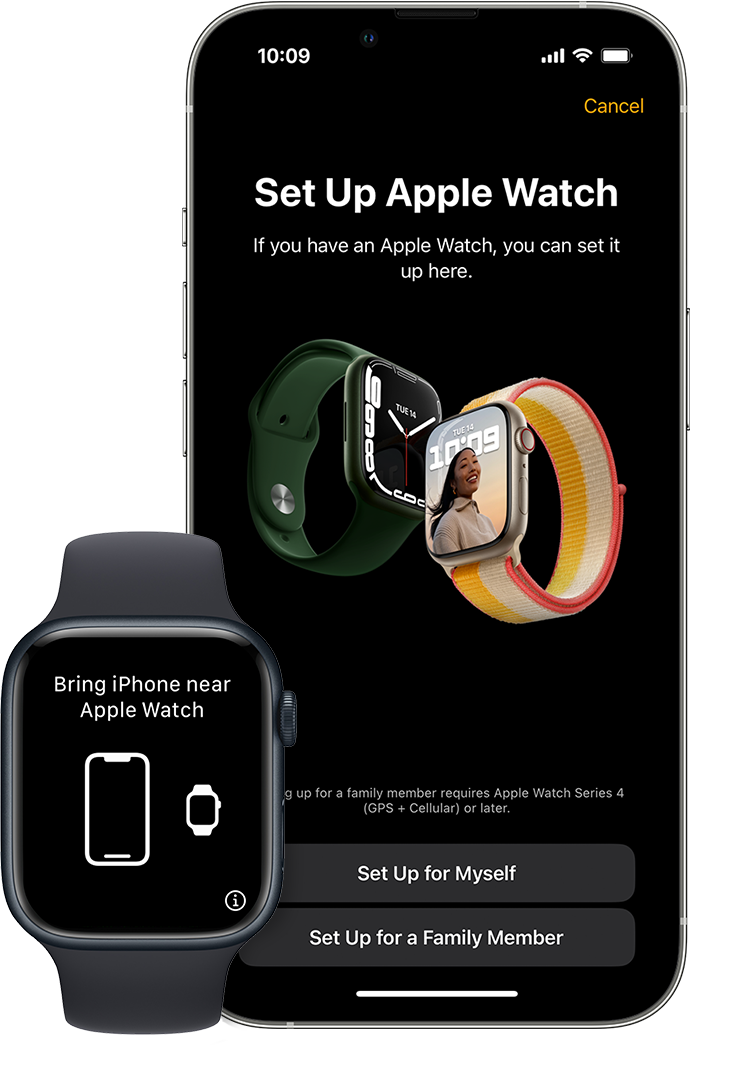 10:09
Cancel
Set Up Apple Watch
If you have an Apple Watch, you can set it
up here.
TUE 14
TUE 14
10:09
Bring iPhone near
Apple Watch
up for a family member requires Apple Watch Series 4
(GPS + Cellular) or later.
Set Up for Myself
Set Up for a Family Member